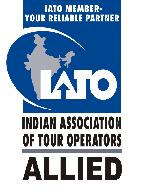 IATO MEMBER-
YOUR RELIABLE PARTNER
IATO
INDIAN ASSOCIATION
OF TOUR OPERATORS
ALLIED